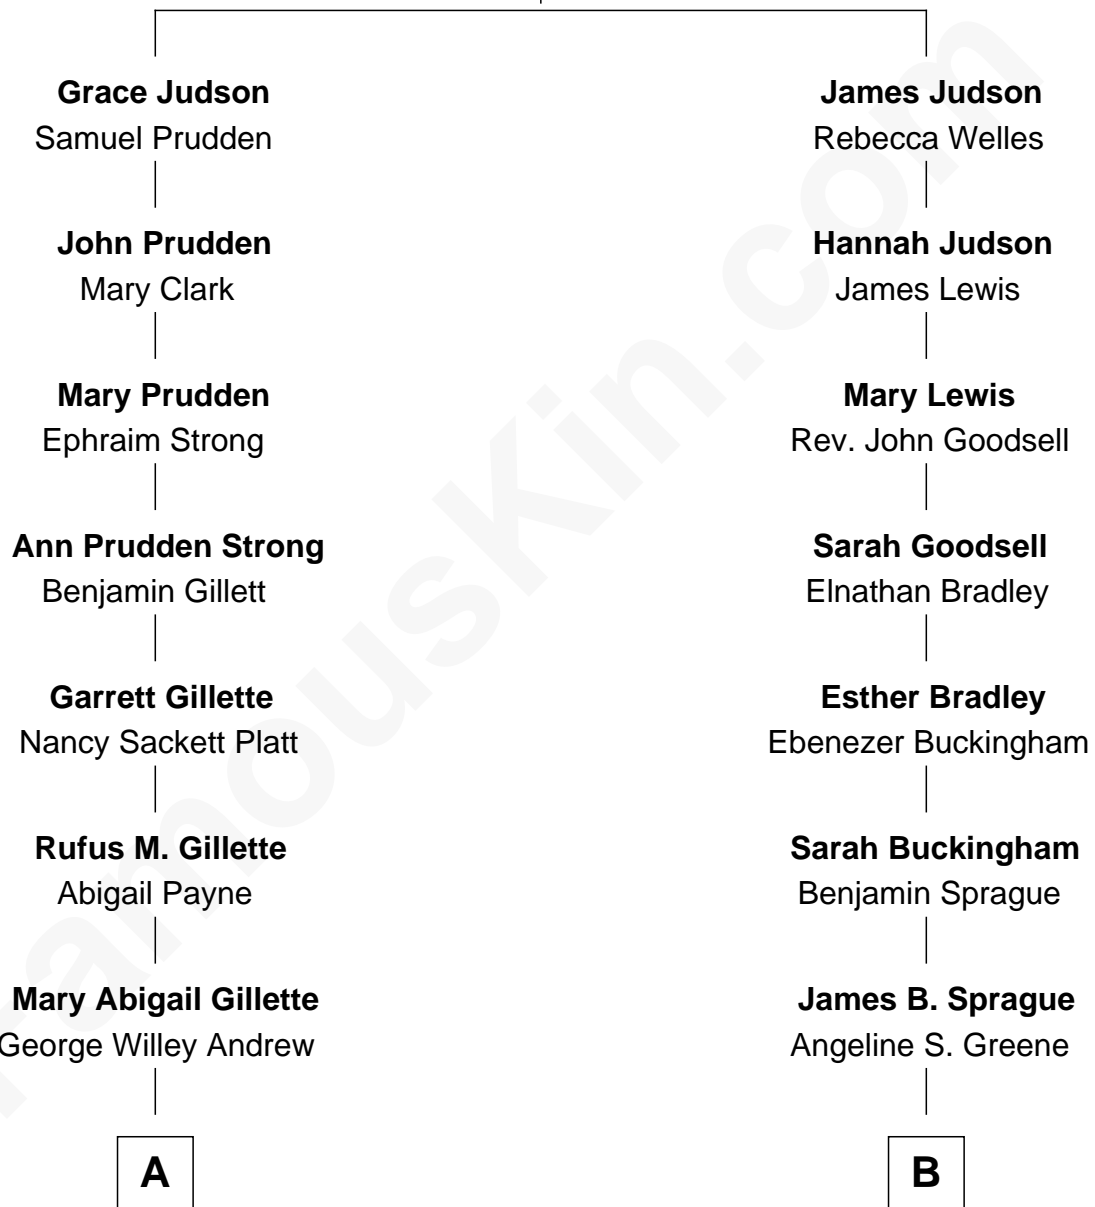 Grace Judson
Samuel Prudden
James Judson
Rebecca Welles
John Prudden
Mary Clark
Hannah Judson
James Lewis
Mary Prudden
Ephraim Strong
Mary Lewis
Rev. John Goodsell
Ann Prudden Strong
Benjamin Gillett
Sarah Goodsell
Elnathan Bradley
Garrett Gillette
Nancy Sackett Platt
Esther Bradley
Ebenezer Buckingham
Rufus M. Gillette
Abigail Payne
Sarah Buckingham
Benjamin Sprague
Mary Abigail Gillette
George Willey Andrew
James B. Sprague
Angeline S. Greene
A
B
FamousKin.com